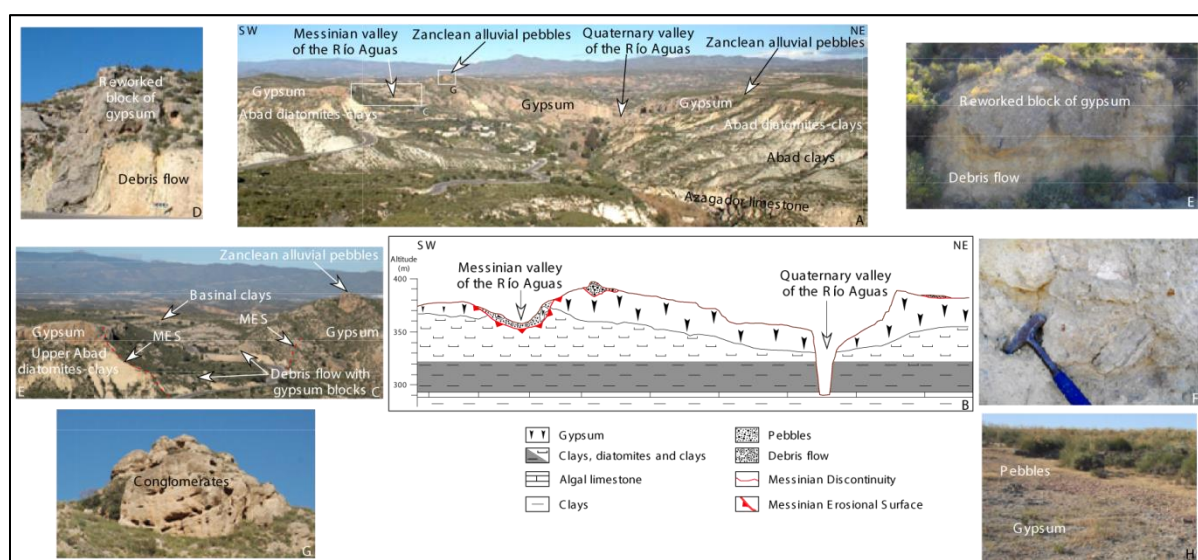 SW
NE
Messinian valley
of the Río Aguas
Zanclean alluvial pebbles
Quaternary valley
of the Río Aguas
Zanclean alluvial pebbles
Gypsum
G
C
Gypsum
Gypsum
Abad diatomites-clays
Abad diatomites-clays
Abad clays
Azagador limestone
A
Reworked block of
gypsum
Debris flow
D
Reworked block of gypsum
Debris flow
E
Zanclean alluvial pebbles
Basinal clays
MES
MES
Gypsum
Gypsum
Upper Abad
diatomites-clays
Debris flow with
gypsum blocks
E
C
SW
NE
Altitude
(m)
400
350
300
Messinian valley
of the Río Aguas
Quaternary valley
of the Río Aguas
B
F
Conglomerates
G
Gypsum
Clays, diatomites and clays
Algal limestone
Clays
Pebbles
Debris flow
Messinian Discontinuity
Messinian Erosional Surface
Pebbles
Gypsum
H